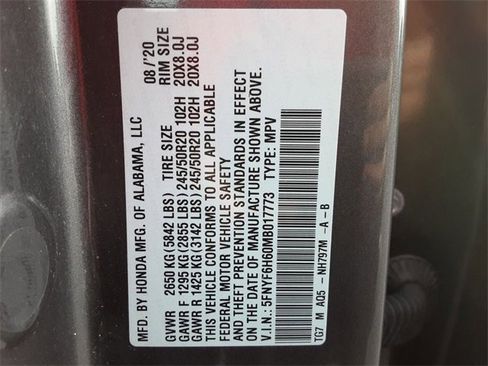 MFD. BY HONDA MFG. OF ALABAMA, LLC 08/'20
GVWR 2650 KG (5842 LBS) TIRE SIZE RIM SIZE
GAWR F 1295 KG (2855 LBS) 245/50R20 102H 20X8.0J
GAWR R 1425 KG (3142 LBS) 245/50R20 102H 20X8.0J
THIS VEHICLE CONFORMS TO ALL APPLICABLE
FEDERAL MOTOR VEHICLE SAFETY
AND THEFT PREVENTION STANDARDS IN EFFECT
ON THE DATE OF MANUFACTURE SHOWN ABOVE.
V.I.N.: 5FNYF6H60MB017773 TYPE: MPV
TG7 M A05 - NH797M -A -B